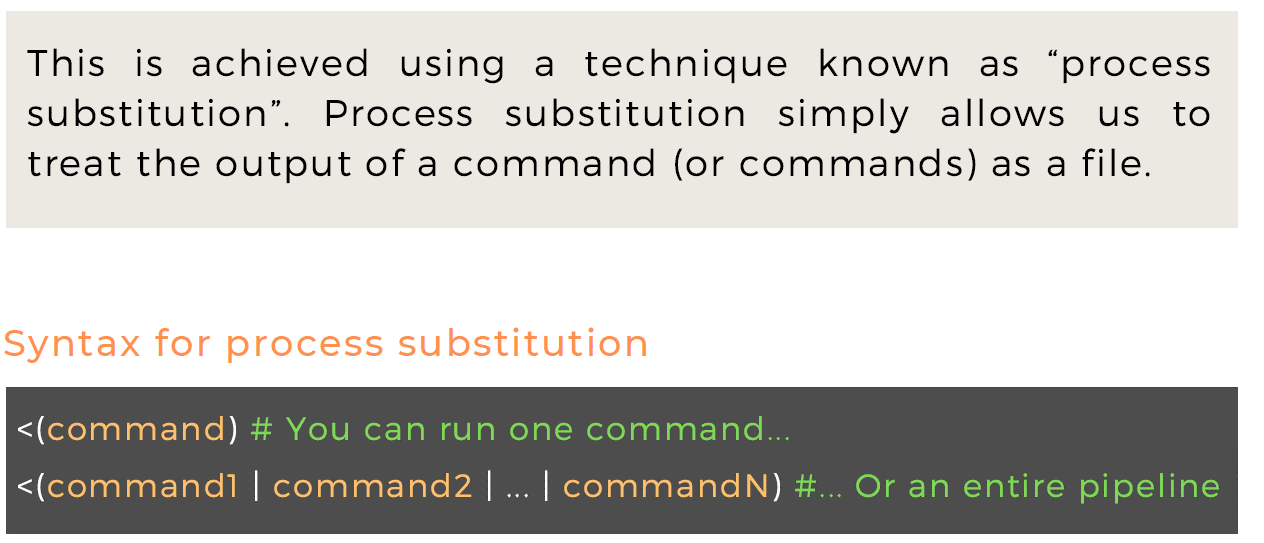 This is achieved using a technique known as “process
substitution”. Process substitution simply allows us to
treat the output of a command (or commands) as a file.
Syntax for process substitution
<(command) # You can run one command...
<(command1 | command2 | ... | commandN) #... Or an entire pipeline